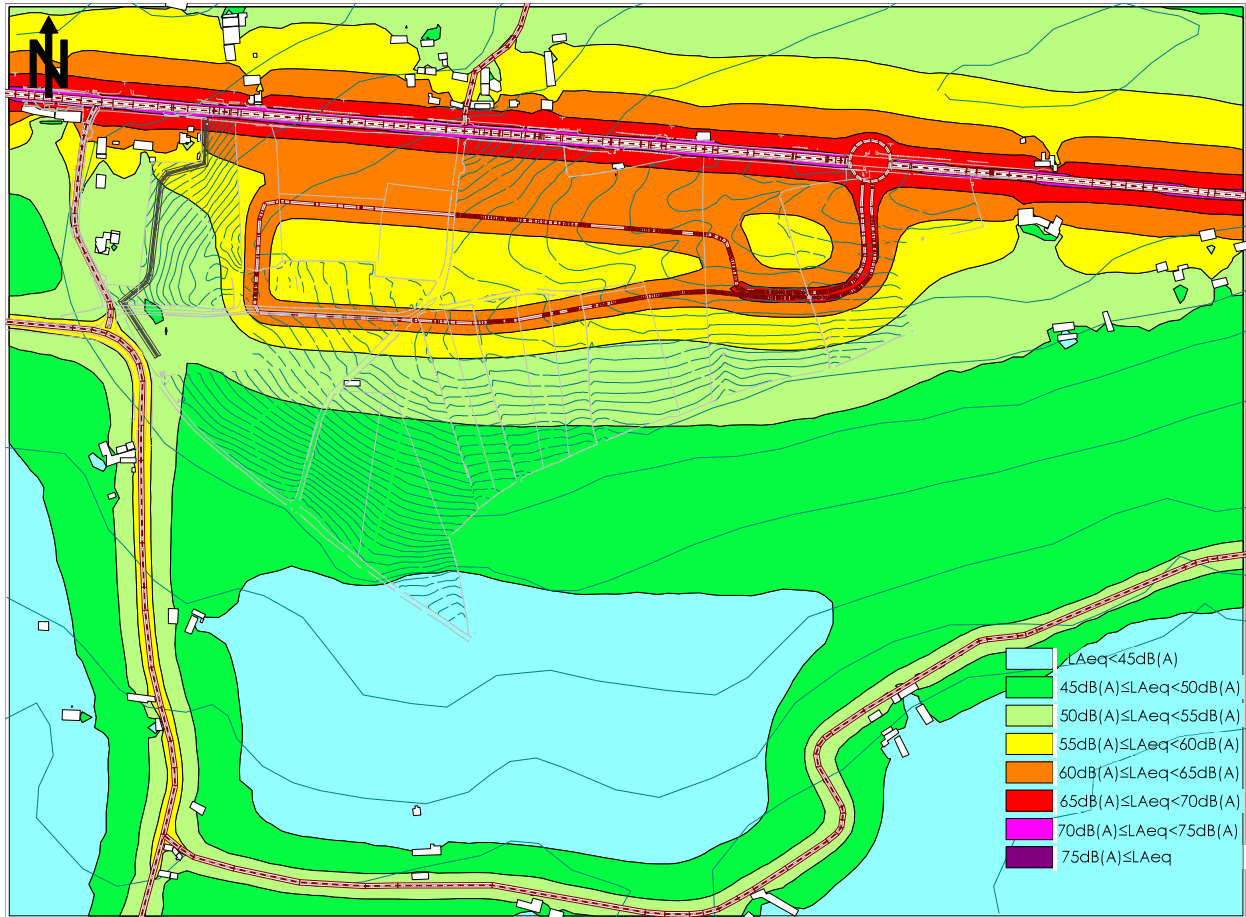 N
LAeq<45dB(A)
45dB(A)≤LAeq<50dB(A)
50dB(A)≤LAeq<55dB(A)
55dB(A)≤LAeq<60dB(A)
60dB(A)≤LAeq<65dB(A)
65dB(A)≤LAeq<70dB(A)
70dB(A)≤LAeq<75dB(A)
75dB(A)≤LAeq